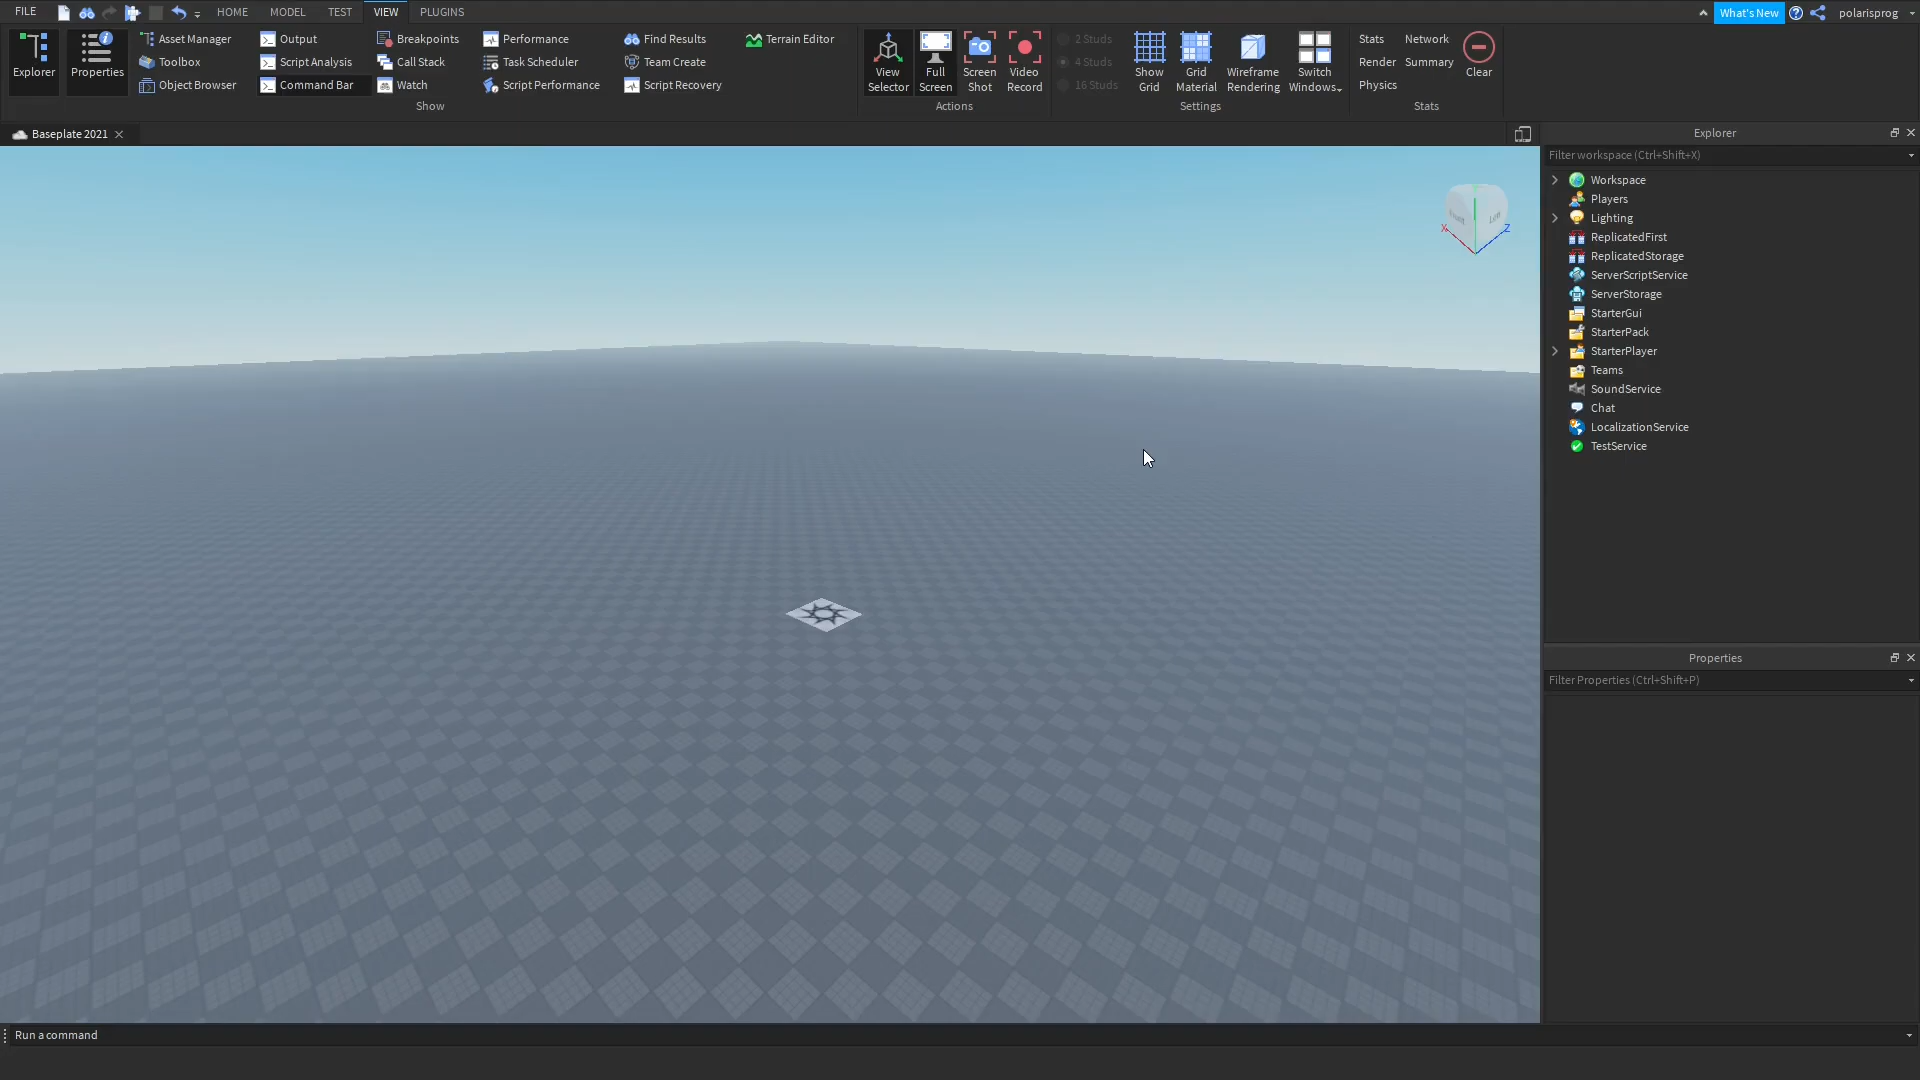 FILE HOME MODEL TEST VIEW PLUGINS What's New polarisprog
Explorer
Properties
Asset Manager
Toolbox
Object Browser
Output
Script Analysis
Command Bar
Breakpoints
Call Stack
Watch
Performance
Task Scheduler
Script Performance
Find Results
Team Create
Script Recovery
Terrain Editor
Show
View
Selector
Full
Screen
Screen
Shot
Video
Record
Actions
2 Studs
4 Studs
16 Studs
Show
Grid
Grid
Material
Wireframe
Rendering
Switch
Windows
Settings
Stats
Render
Physics
Network
Summary
Clear
Stats
Baseplate 2021
Left
X
Z
Explorer
Filter workspace (Ctrl+Shift+X)
Workspace
Players
Lighting
ReplicatedFirst
ReplicatedStorage
ServerScriptService
ServerStorage
StarterGui
StarterPack
StarterPlayer
Teams
SoundService
Chat
LocalizationService
TestService
Properties
Filter Properties (Ctrl+Shift+P)
Run a command